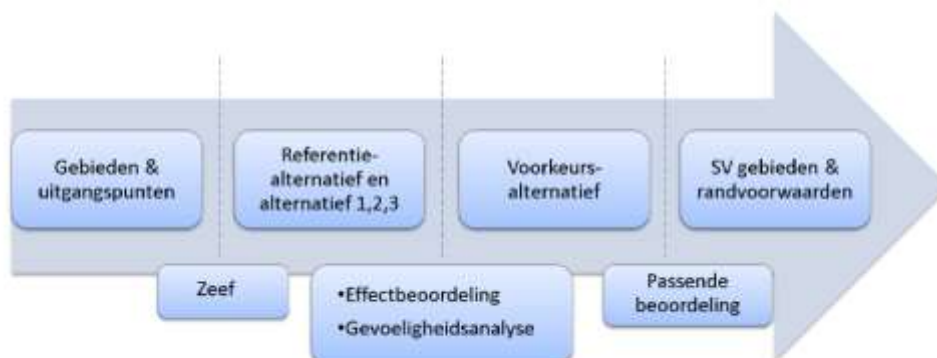 Gebieden &
uitgangspunten
Referentie-
alternatief en
alternatief 1,2,3
Voorkeurs-
alternatief
SV gebieden &
randvoorwaarden
Zeef
•Effectbeoordeling
•Gevoeligheidsanalyse
Passende
beoordeling